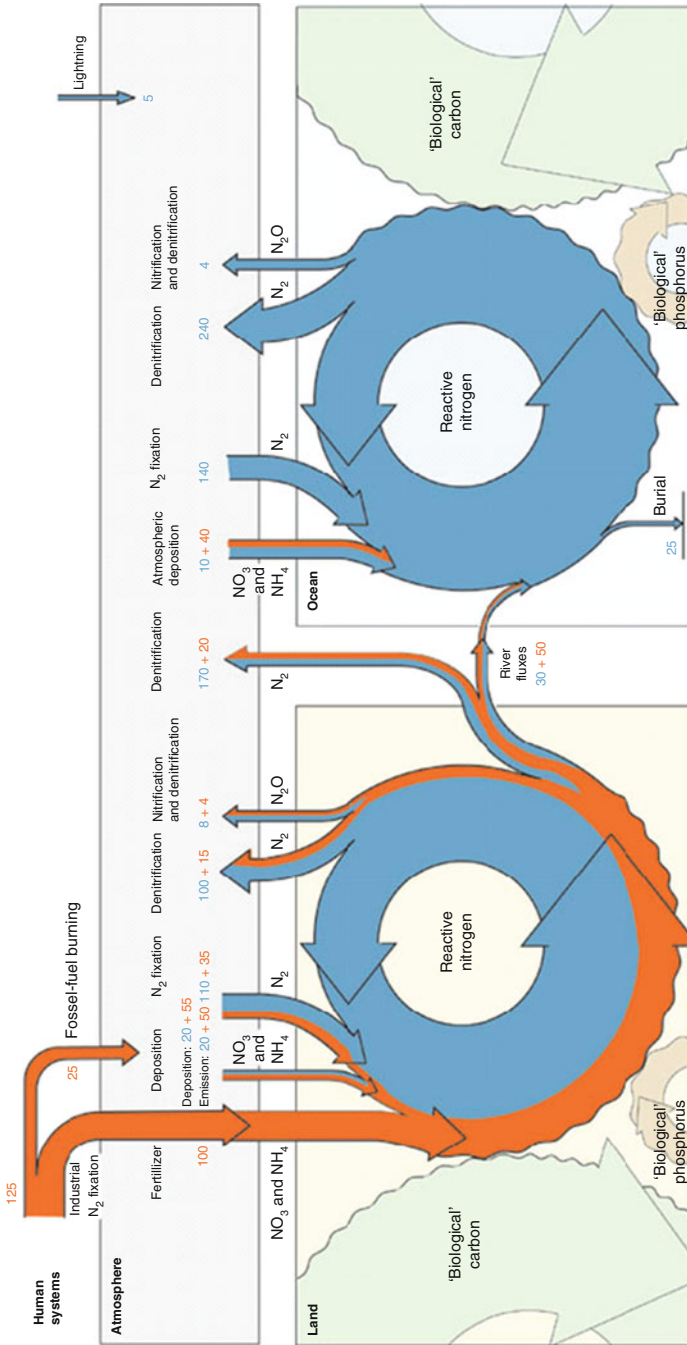 Human
systems
125
Industrial
N2 fixation
Fossel-fuel burning
25
Lightning
5
Atmosphere
Fertillizer
100
Deposition
Deposition: 20 + 55
Emission: 20 + 50
N2 fixation
110 + 35
Denitrification
100 + 15
Nitrification
and denitrification
8 + 4
Denitrification
170 + 20
Atmospheric
deposition
10 + 40
N2 fixation
140
Denitrification
240
Nitrification
and denitrification
4
NO3 and NH4
NO3
and
NH4
N2
N2
N2O
N2
NO3
and
NH4
N2
N2
N2O
Land
'Biological'
carbon
Reactive
nitrogen
'Biological'
phosphorus
River
fluxes
30 + 50
Ocean
Reactive
nitrogen
Burial
25
'Biological'
carbon
'Biological'
phosphorus